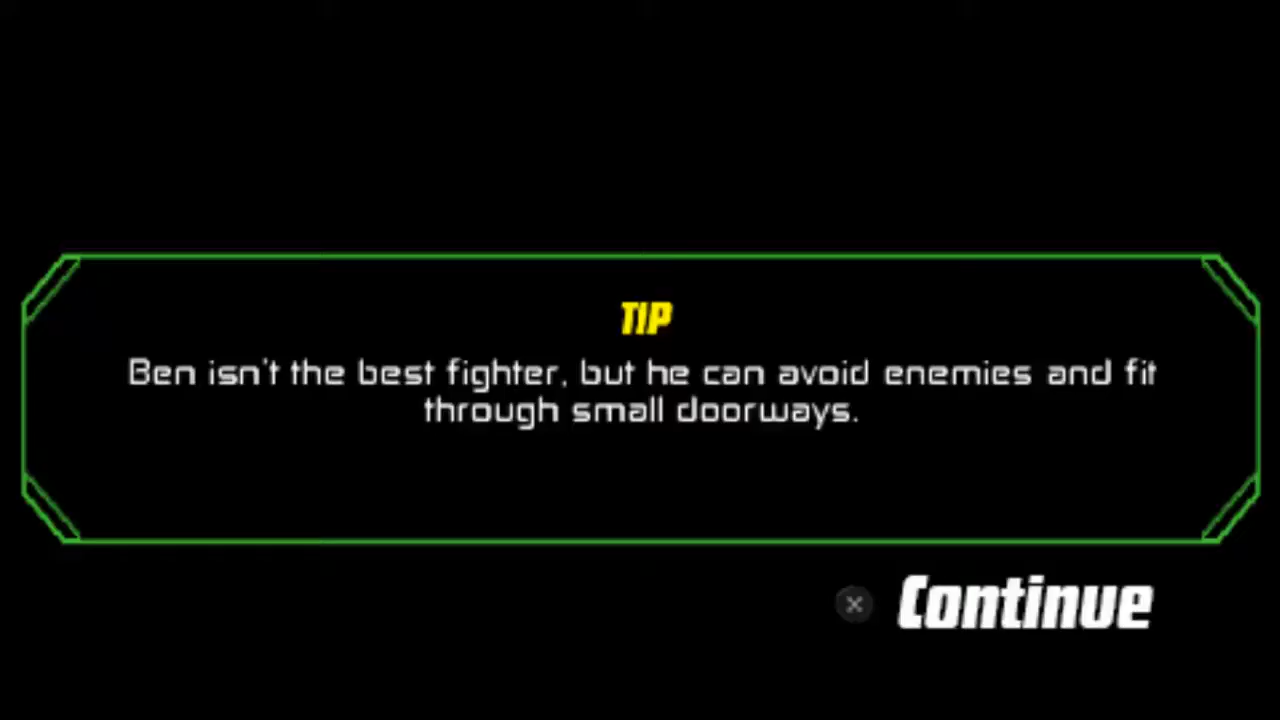 TIP
Ben isn't the best fighter, but he can avoid enemies and fit
through small doorways.
Continue